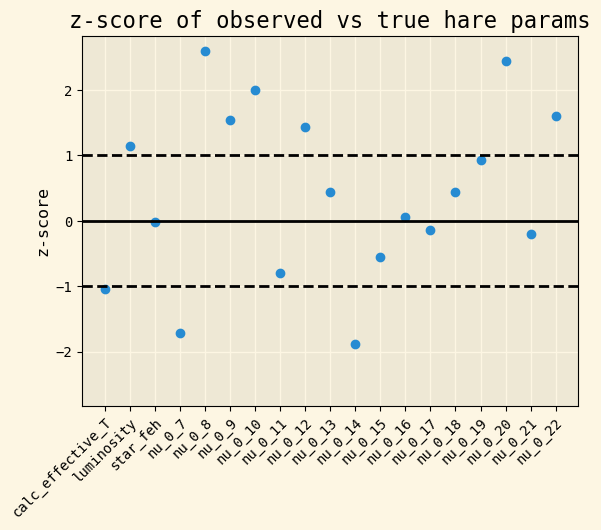 z-score of observed vs true hare params
z-score
2
1
0
−1
−2
calc_effective_T
luminosity
star_feh
nu_0_7
nu_0_8
nu_0_9
nu_0_10
nu_0_11
nu_0_12
nu_0_13
nu_0_14
nu_0_15
nu_0_16
nu_0_17
nu_0_18
nu_0_19
nu_0_20
nu_0_21
nu_0_22